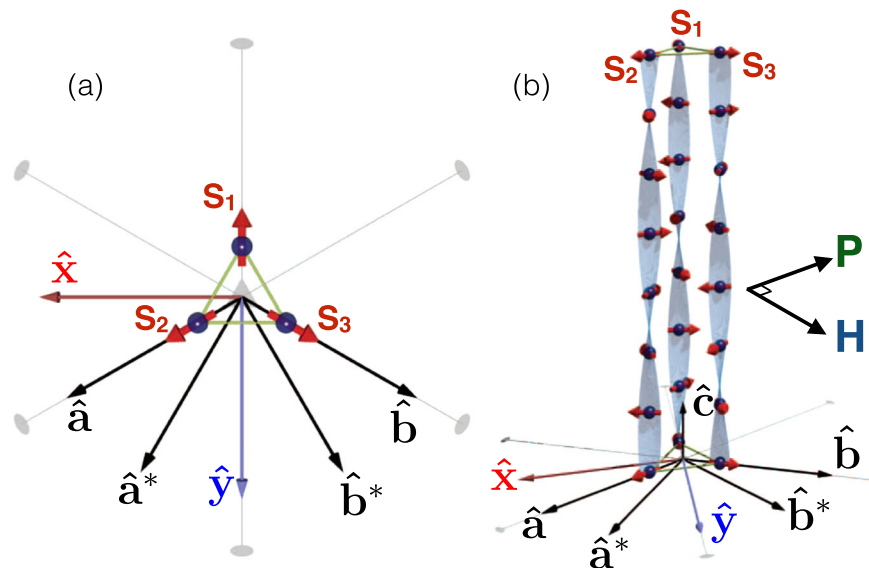 (a)
S₁
x̂
S₂
S₃
â
b̂
â*
ŷ
b̂*
(b)
S₁
S₂
S₃
P
H
ĉ
b̂
x̂
â
b̂*
ŷ
â*